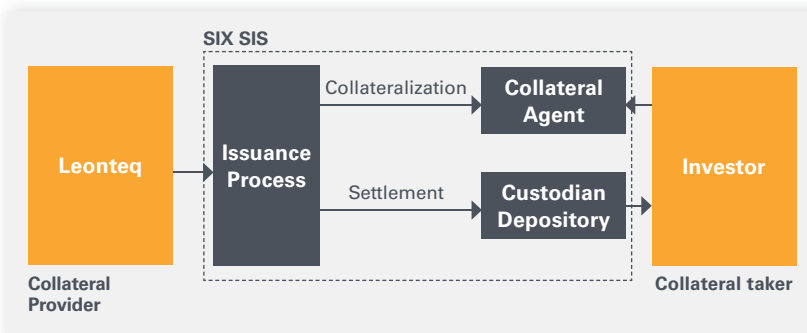 SIX SIS
Leonteq
Issuance
Process
Collateralization
Collateral
Agent
Settlement
Custodian
Depository
Investor
Collateral
Provider
Collateral taker